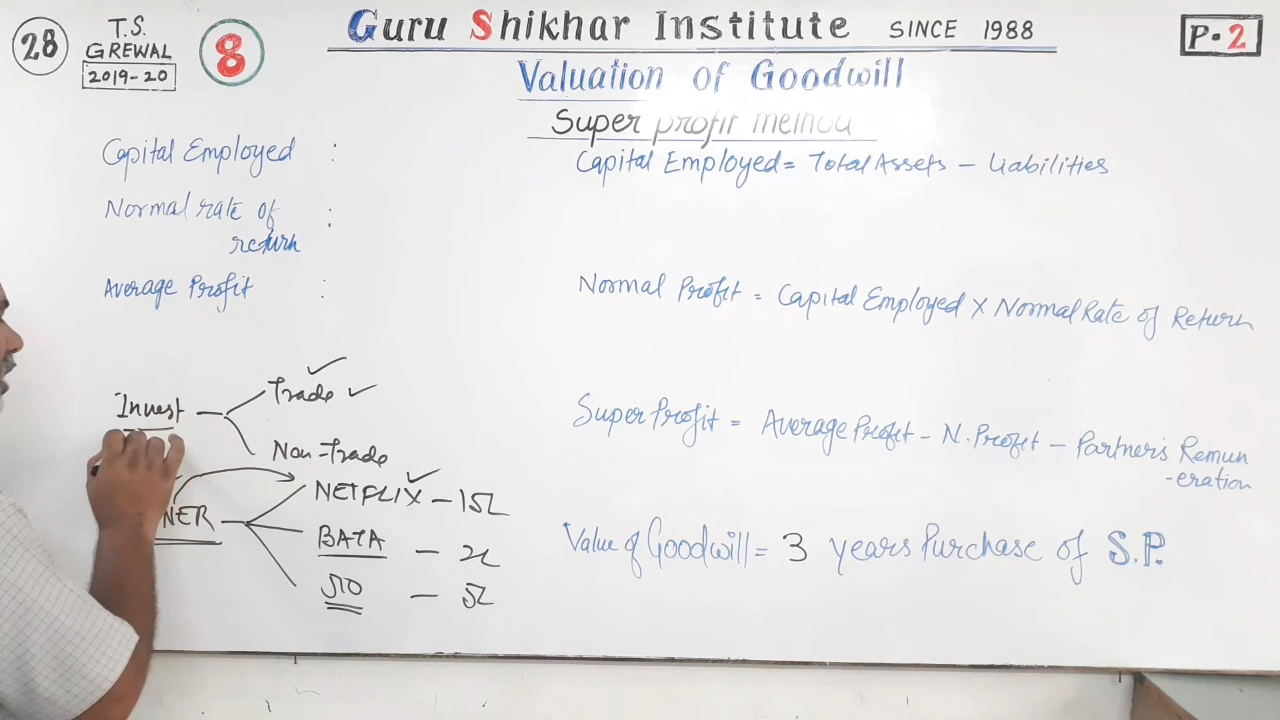 28
T.S.
GREWAL
2019-20
8
Guru Shikhar Institute SINCE 1988
P.2
Valuation of Goodwill
Super profit method
Capital Employed :
Capital Employed = Total Assets - Liabilities
Normal rate of :
return
Average Profit :
Normal Profit = Capital Employed X Normal Rate of Return
Invest
Trade
Non-Trade
Super Profit = Average Profit - N. Profit - Partner's Remun
-eration
NER
NETFLIX - 15L
BATA
Value of Goodwill = 3 years Purchase of S.P.
- 5L